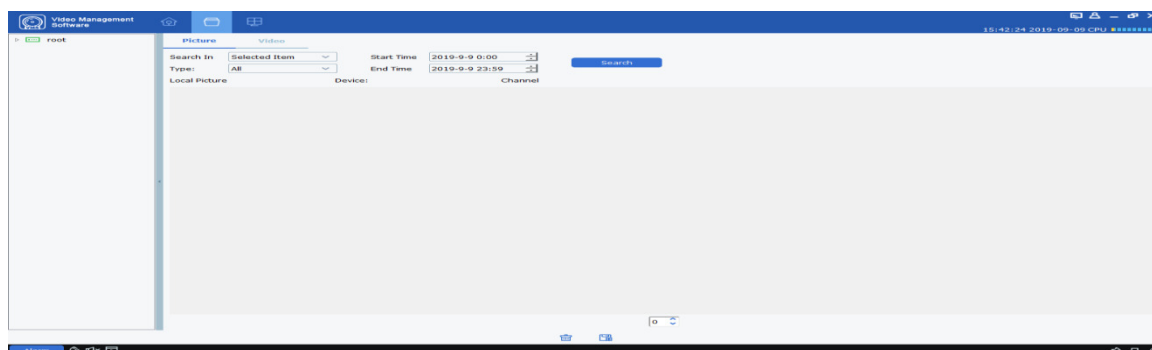 Video Management
Software
15:42:24 2019-09-09 CPU
root
Picture Video
Search In Selected Item Start Time 2019-9-9 0:00 Search
Type: All End Time 2019-9-9 23:59
Local Picture Device: Channel
0